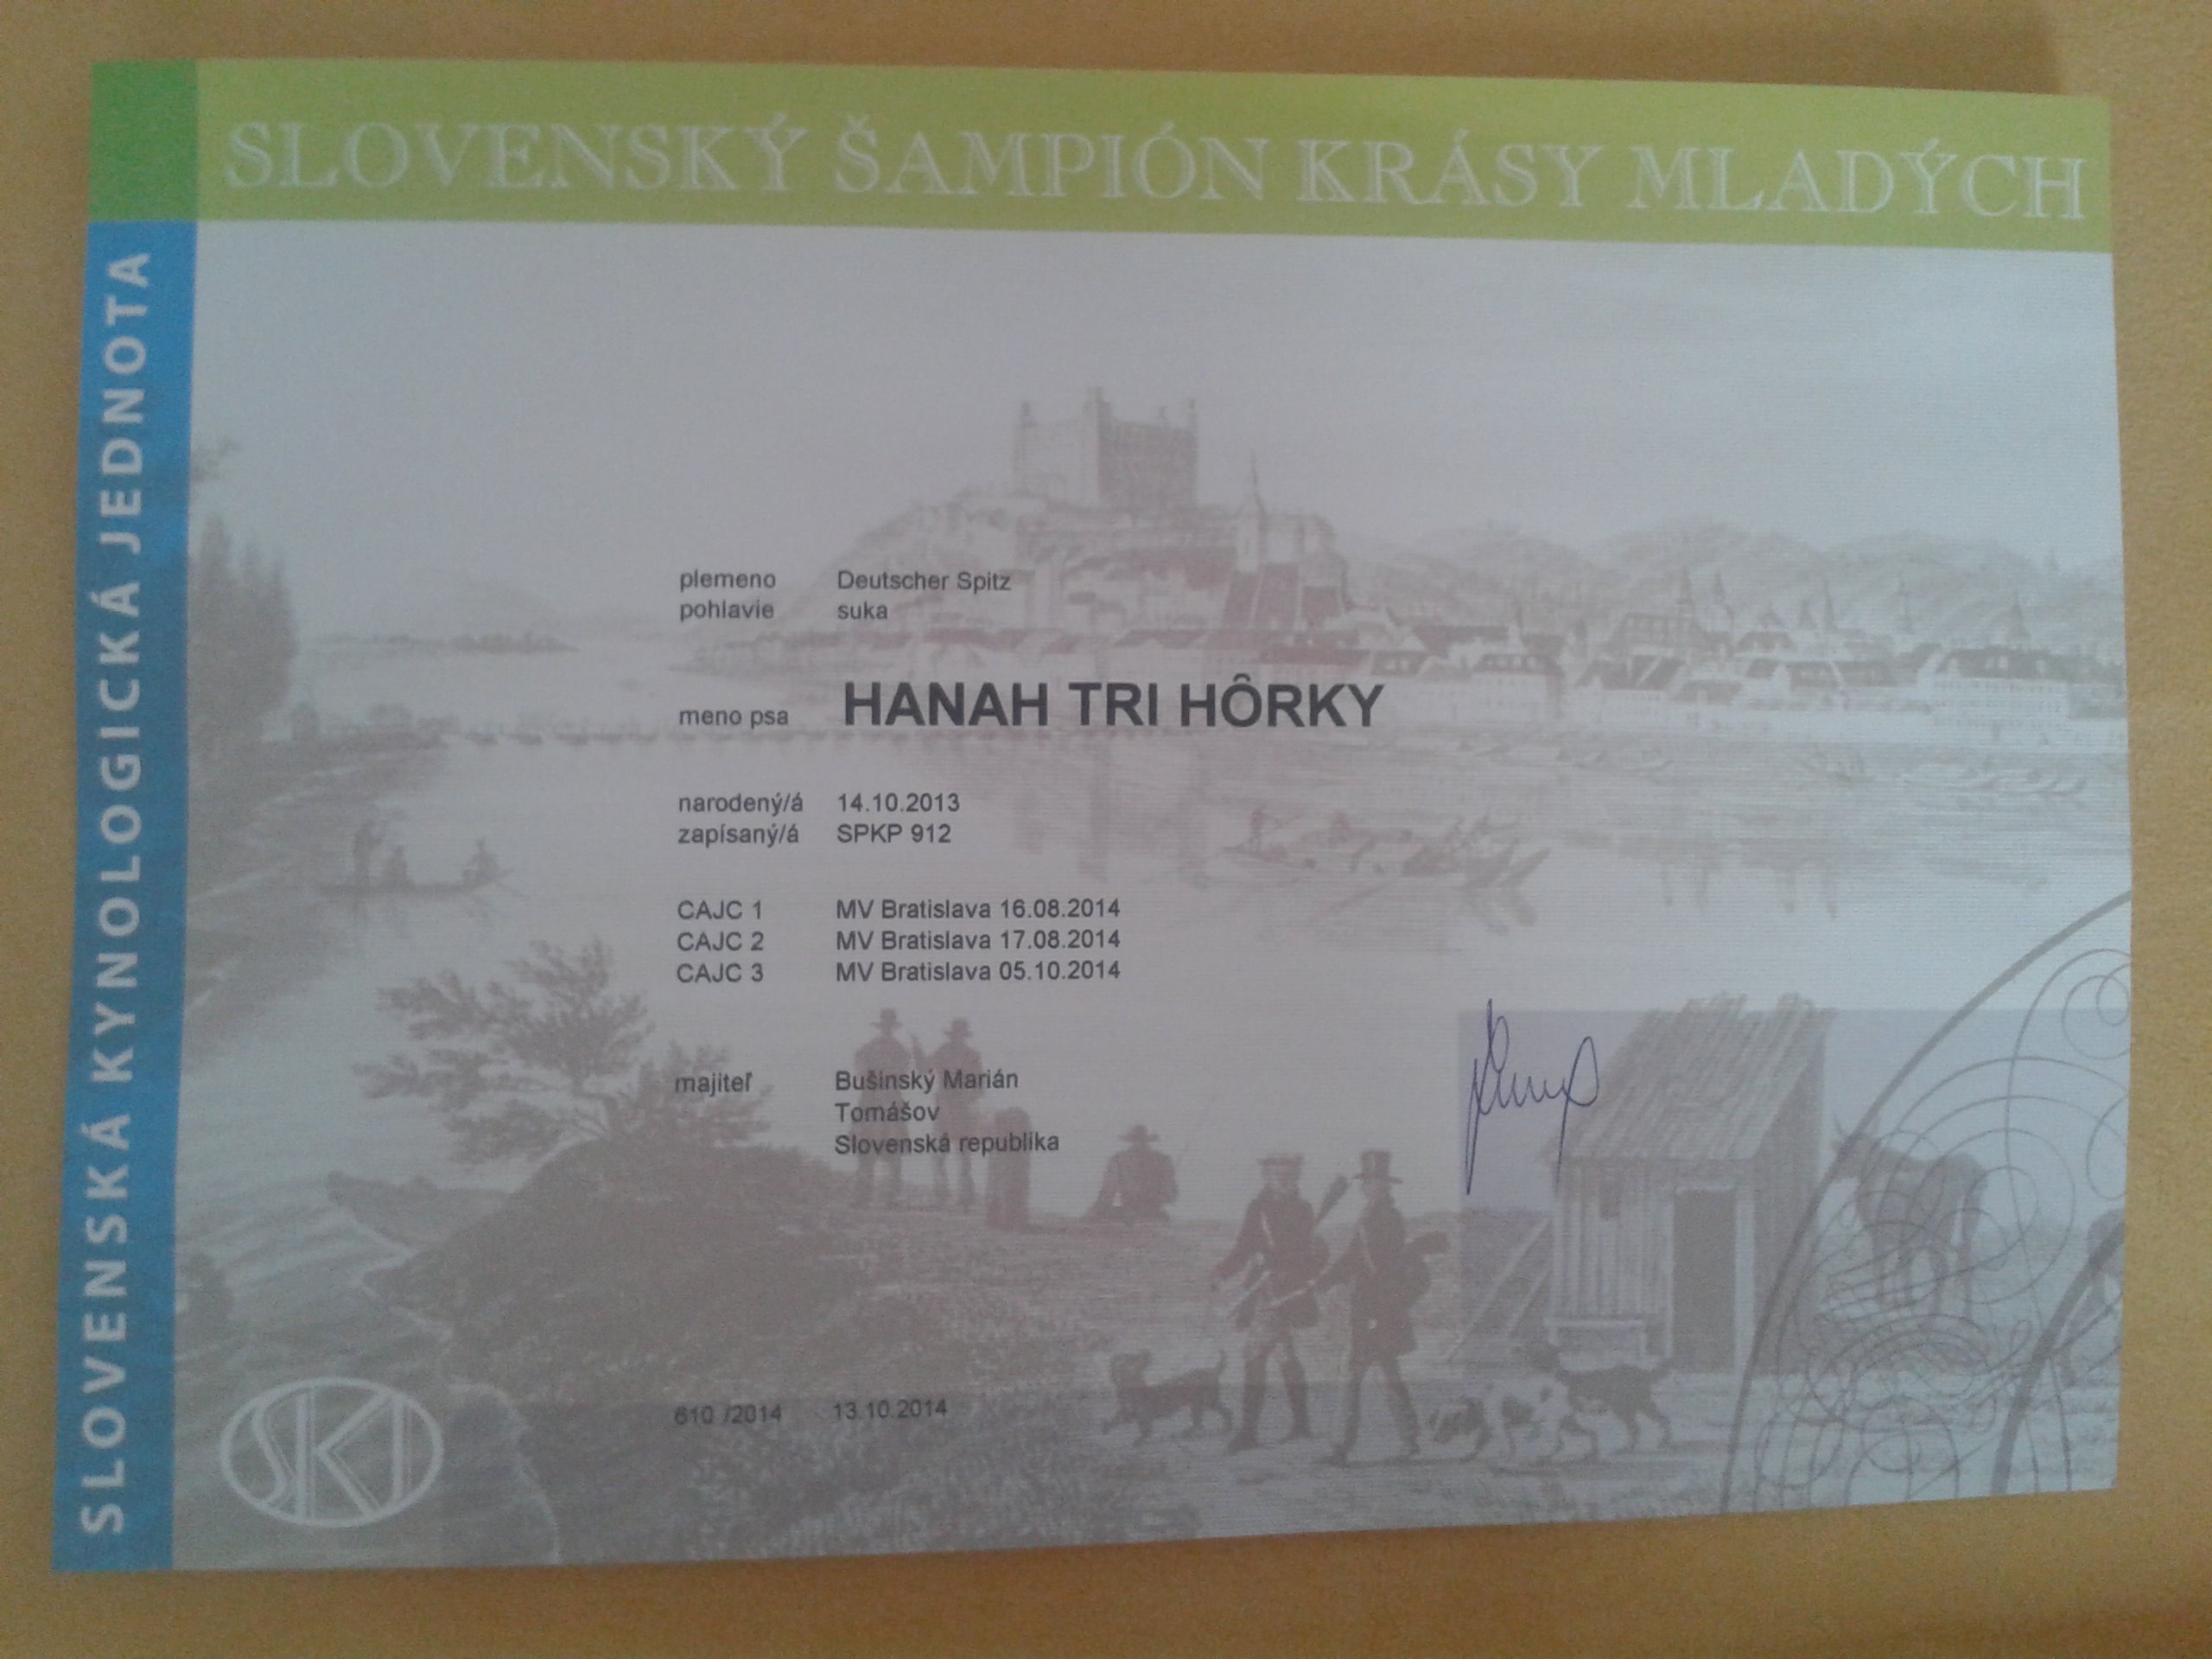 SLOVENSKÝ ŠAMPIÓN KRÁSY MLADÝCH
SLOVENSKÁ KYNOLOGICKÁ JEDNOTA
plemeno Deutscher Spitz
pohlavie suka
meno psa HANAH TRI HÔRKY
narodený/á 14.10.2013
zapísaný/á SPKP 912
CAJC 1 MV Bratislava 16.08.2014
CAJC 2 MV Bratislava 17.08.2014
CAJC 3 MV Bratislava 05.10.2014
majiteľ Bušinský Marián
Tomášov
Slovenská republika
610 /2014 13.10.2014
SKJ